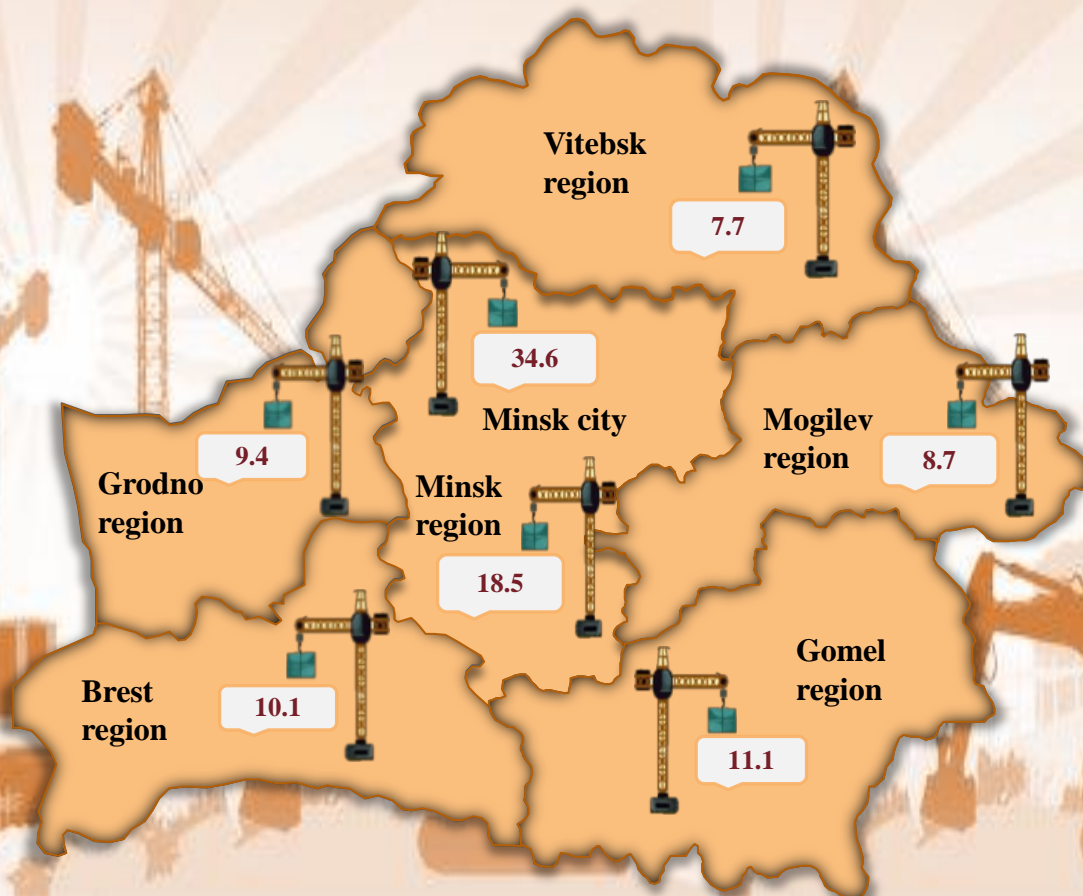 Vitebsk
region
7.7
34.6
Minsk city
Mogilev
region
8.7
9.4
Grodno
region
Minsk
region
18.5
Gomel
region
Brest
region
10.1
11.1